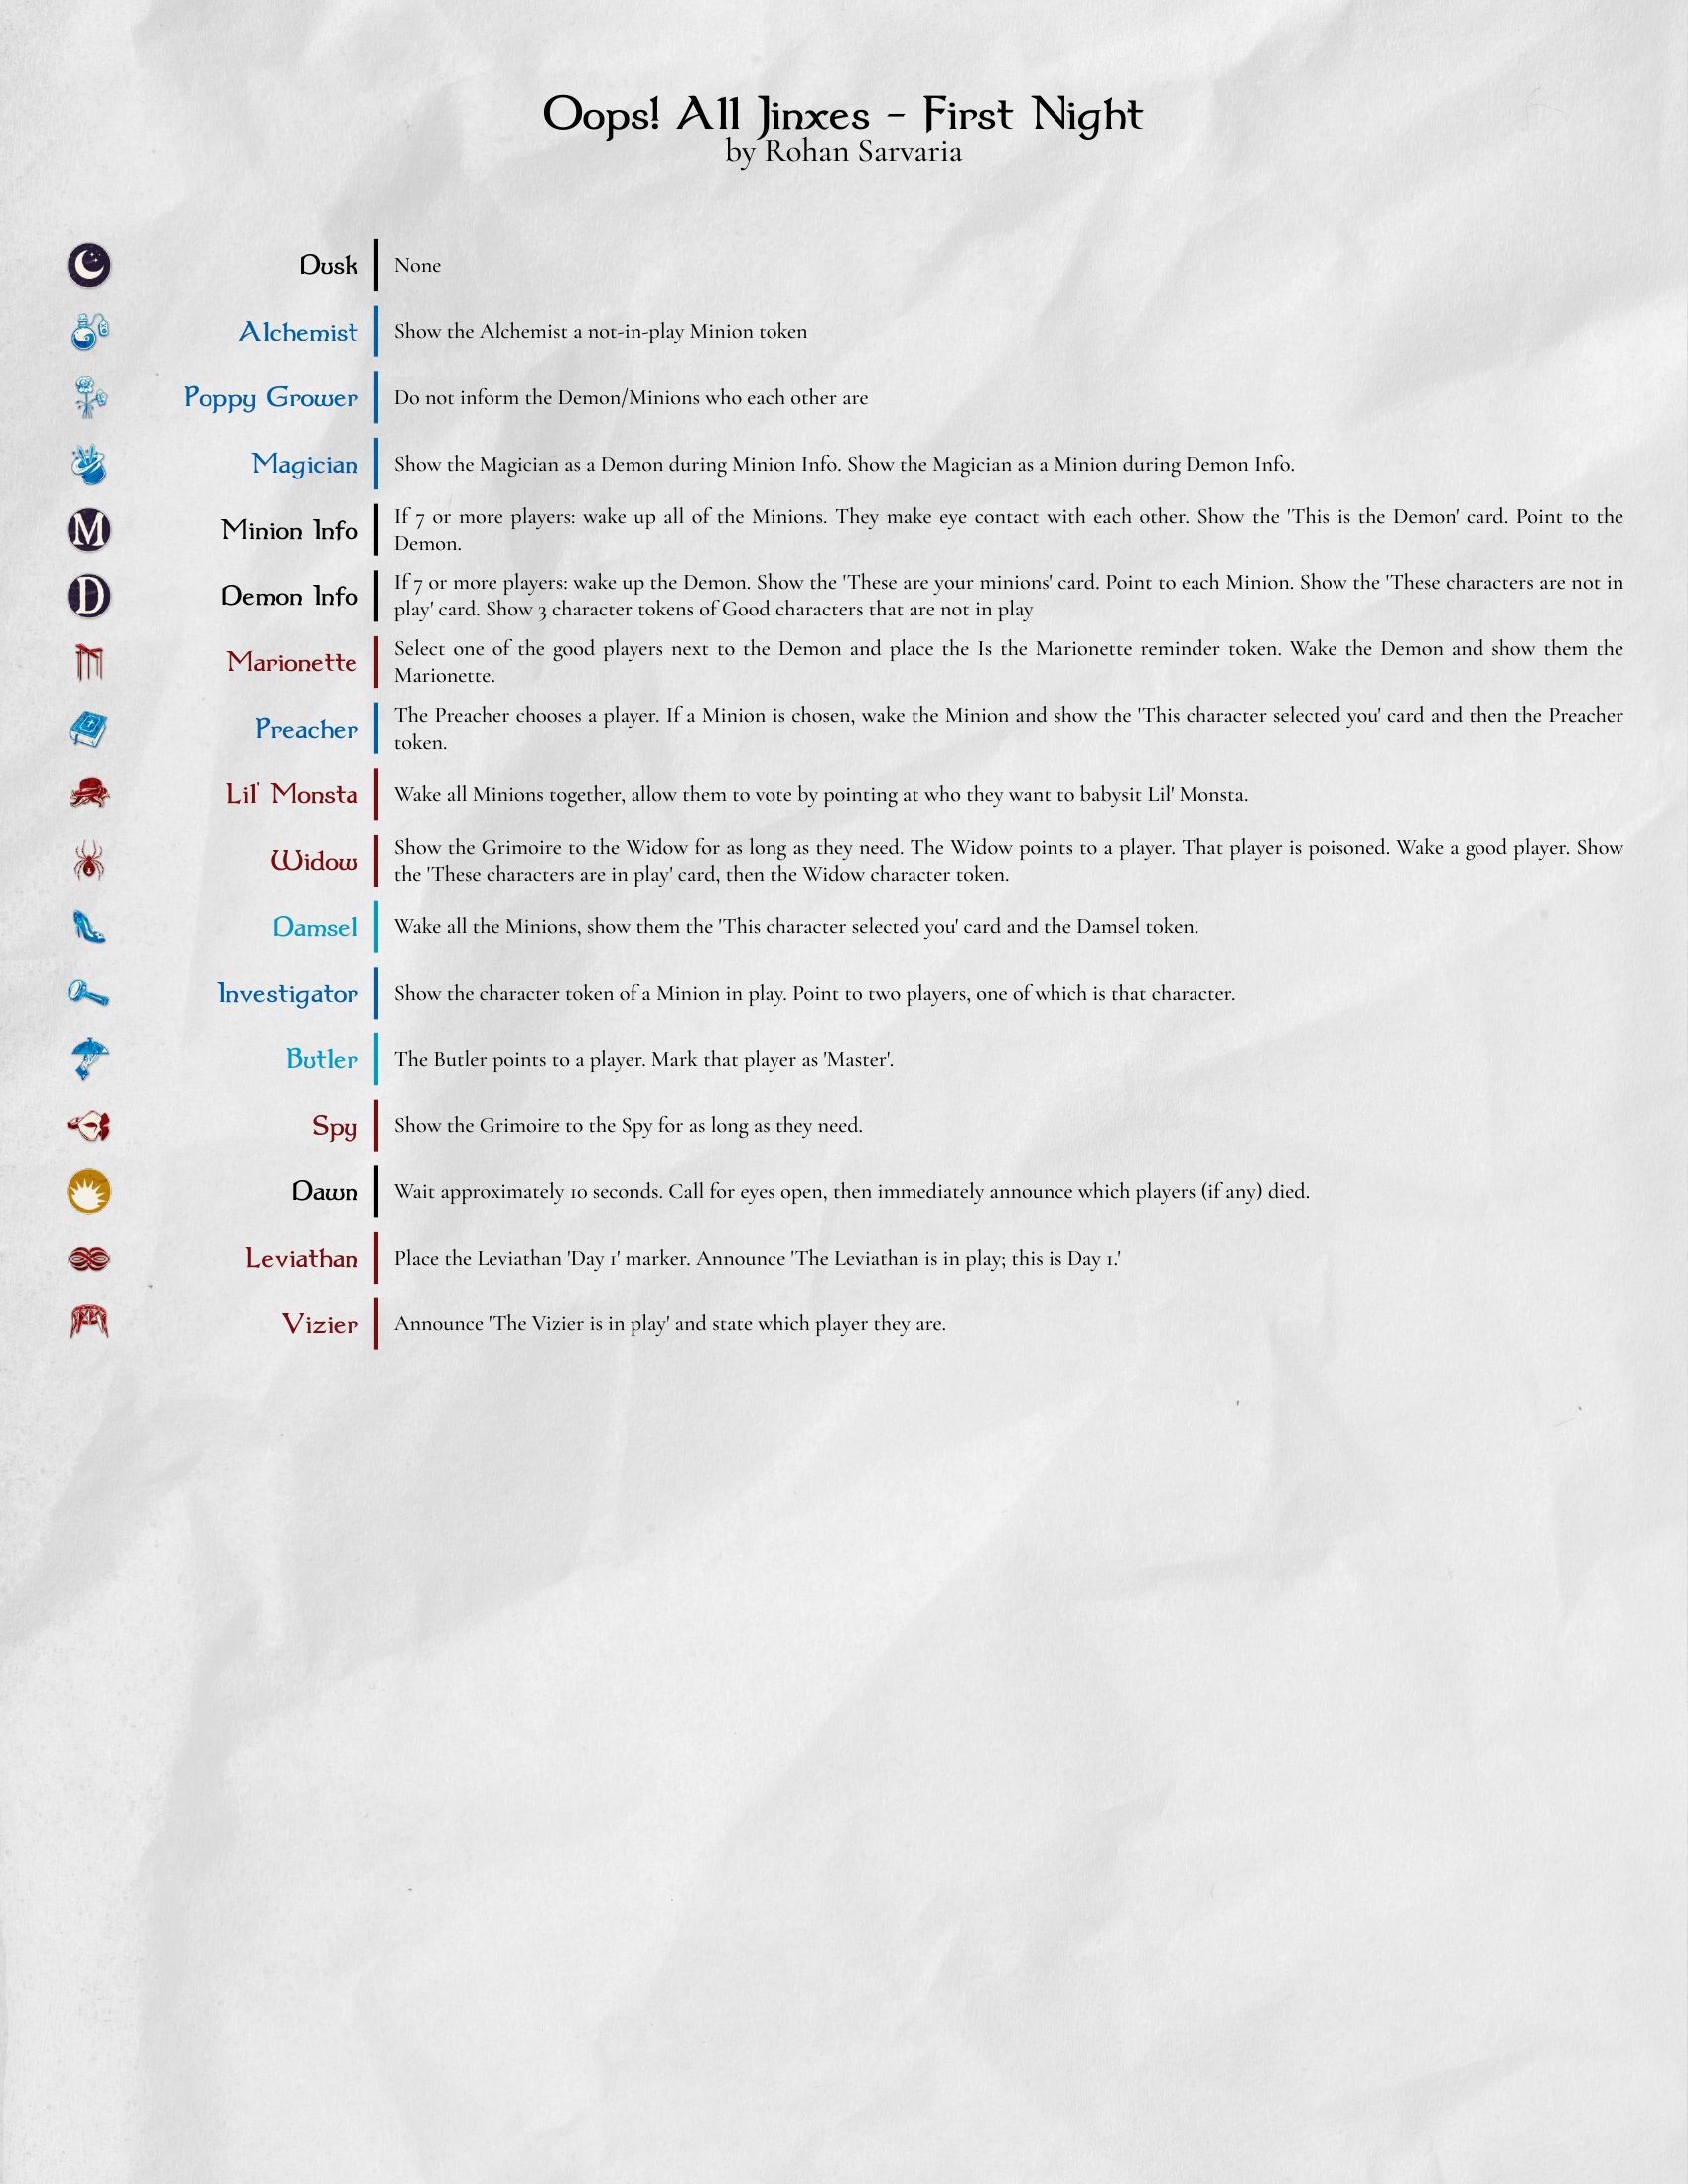 Oops! All Jinxes - First Night
by Rohan Sarvaria
Dusk
None
Alchemist
Show the Alchemist a not-in-play Minion token
Poppy Grower
Do not inform the Demon/Minions who each other are
Magician
Show the Magician as a Demon during Minion Info. Show the Magician as a Minion during Demon Info.
M
Minion Info
If 7 or more players: wake up all of the Minions. They make eye contact with each other. Show the 'This is the Demon' card. Point to the
Demon.
D
Demon Info
If 7 or more players: wake up the Demon. Show the 'These are your minions' card. Point to each Minion. Show the 'These characters are not in
play' card. Show 3 character tokens of Good characters that are not in play
Marionette
Select one of the good players next to the Demon and place the Is the Marionette reminder token. Wake the Demon and show them the
Marionette.
Preacher
The Preacher chooses a player. If a Minion is chosen, wake the Minion and show the 'This character selected you' card and then the Preacher
token.
Lil' Monsta
Wake all Minions together, allow them to vote by pointing at who they want to babysit Lil' Monsta.
Widow
Show the Grimoire to the Widow for as long as they need. The Widow points to a player. That player is poisoned. Wake a good player. Show
the 'These characters are in play' card, then the Widow character token.
Damsel
Wake all the Minions, show them the 'This character selected you' card and the Damsel token.
Investigator
Show the character token of a Minion in play. Point to two players, one of which is that character.
Butler
The Butler points to a player. Mark that player as 'Master'.
Spy
Show the Grimoire to the Spy for as long as they need.
Dawn
Wait approximately 10 seconds. Call for eyes open, then immediately announce which players (if any) died.
Leviathan
Place the Leviathan 'Day 1' marker. Announce 'The Leviathan is in play; this is Day 1.'
Vizier
Announce 'The Vizier is in play' and state which player they are.